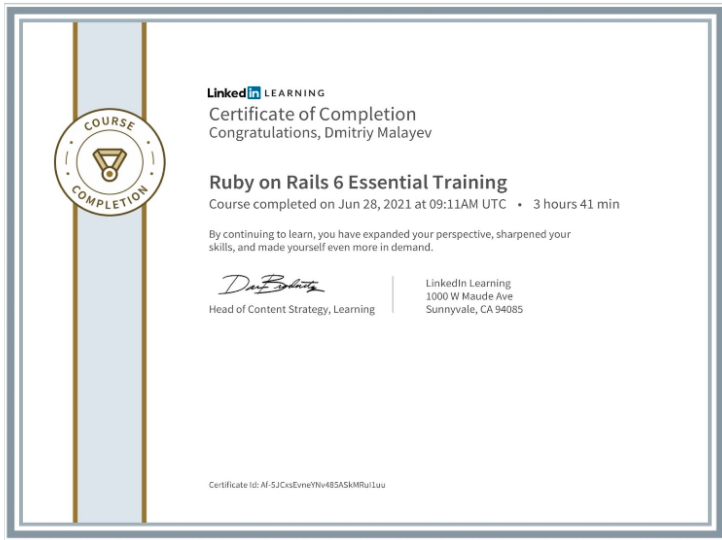 LinkedIn LEARNING
Certificate of Completion
Congratulations, Dmitriy Malayev
COURSE
COMPLETION
Ruby on Rails 6 Essential Training
Course completed on Jun 28, 2021 at 09:11AM UTC • 3 hours 41 min
By continuing to learn, you have expanded your perspective, sharpened your
skills, and made yourself even more in demand.
Head of Content Strategy, Learning
LinkedIn Learning
1000 W Maude Ave
Sunnyvale, CA 94085
Certificate Id: